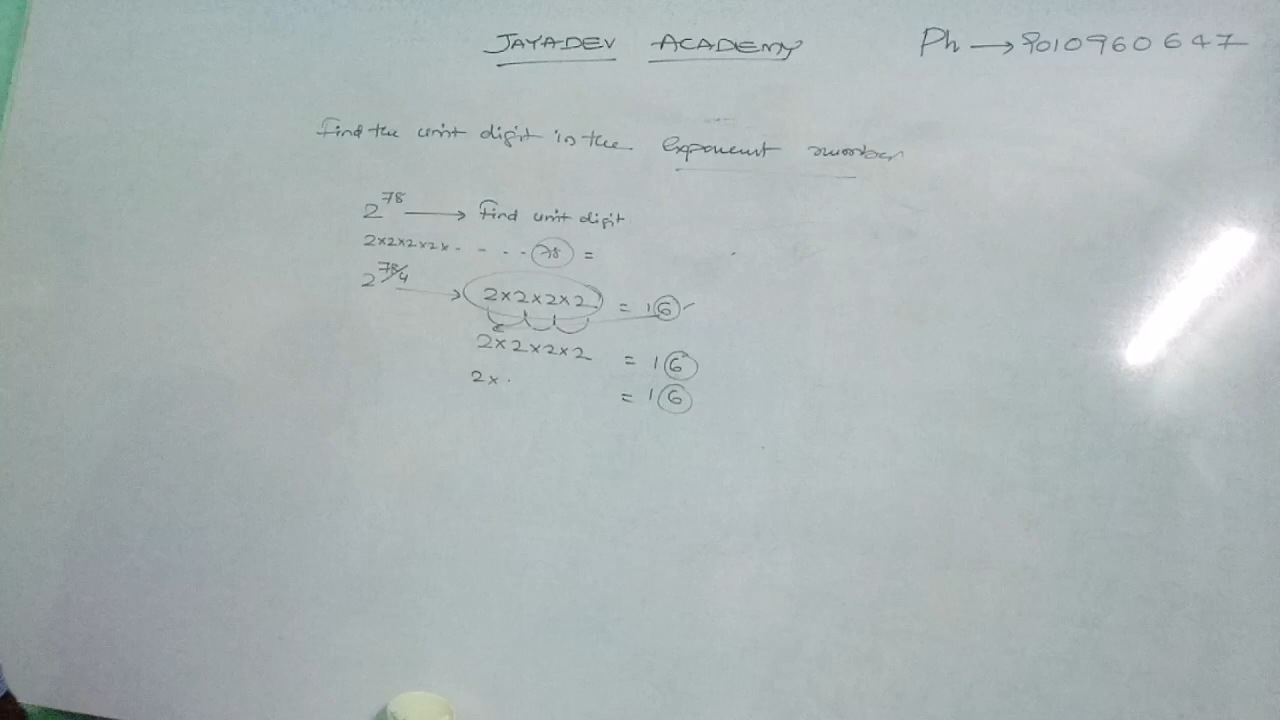 JAYADEV ACADEMY Ph → 9010960647
Find the unit digit in the exponent number
2^78 → Find unit digit
2×2×2×2×- - - - - 78 =
2^78/4 → 2×2×2×2 = 16
2×2×2×2 = 16
2×. = 16